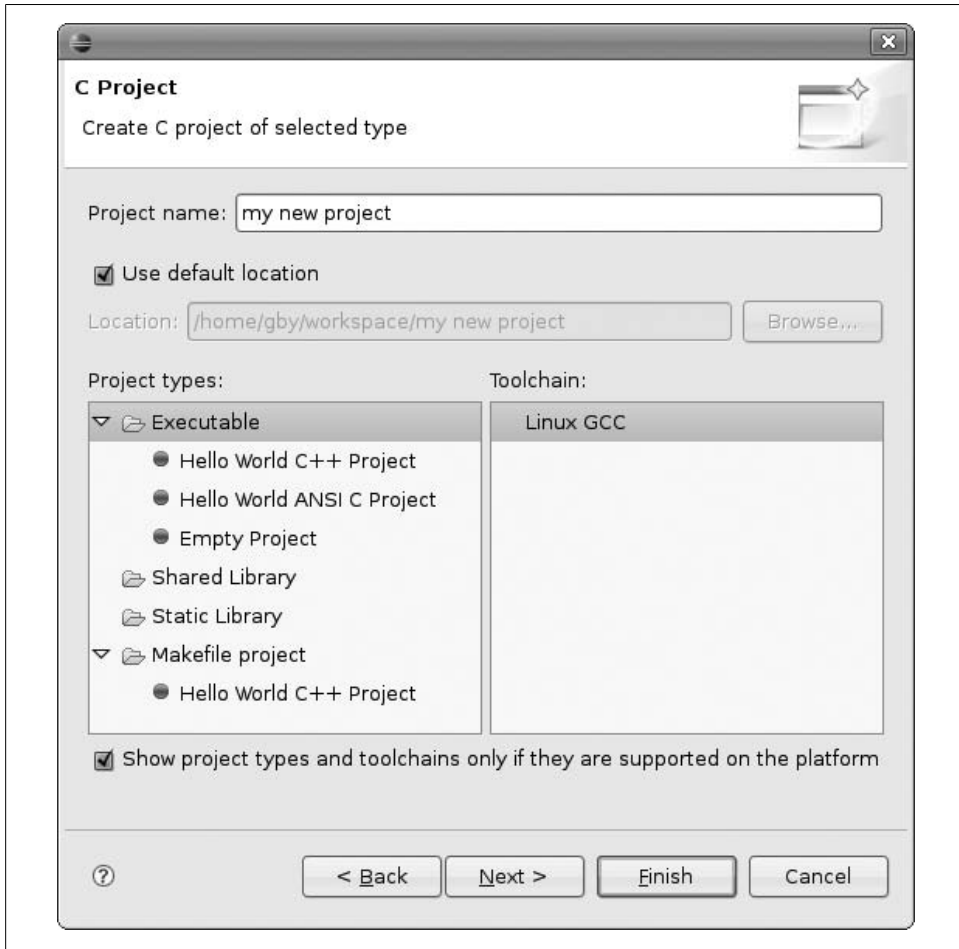 C Project
Create C project of selected type
Project name: my new project
Use default location
Location: /home/gby/workspace/my new project Browse...
Project types: Toolchain:
Executable Linux GCC
Hello World C++ Project
Hello World ANSI C Project
Empty Project
Shared Library
Static Library
Makefile project
Hello World C++ Project
Show project types and toolchains only if they are supported on the platform
? < Back Next > Finish Cancel